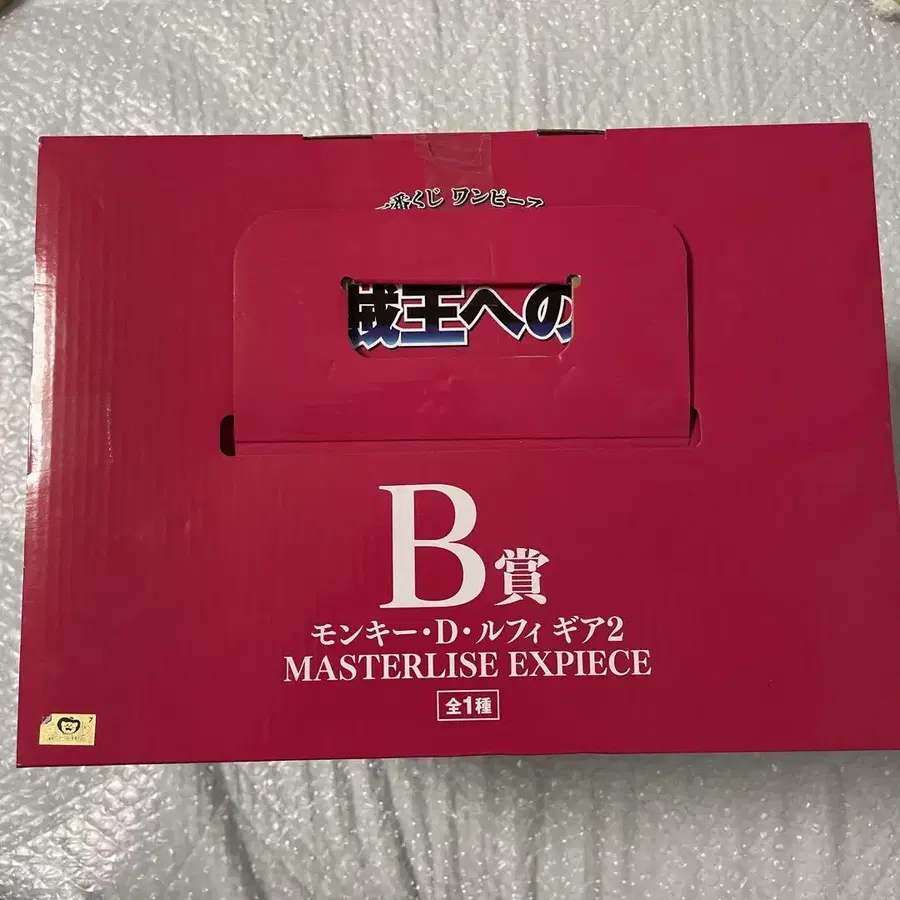 番くじ ワンピース
賊王への
B賞
モンキー・D・ルフィ ギア2
MASTERLISE EXPIECE
全1種